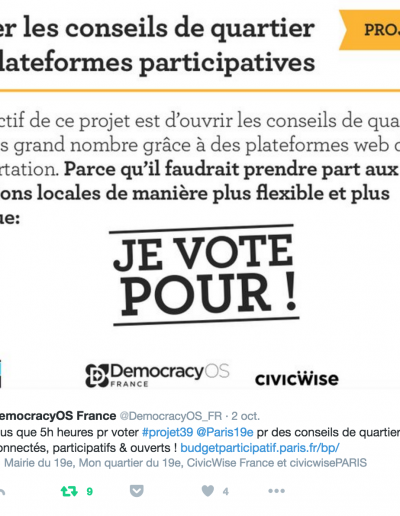 er les conseils de quartier
PROJ
lateformes participatives
ctif de ce projet est d’ouvrir les conseils de qua
s grand nombre grâce à des plateformes web d
rtation. Parce qu’il faudrait prendre part aux
ons locales de manière plus flexible et plus
ue:
JE VOTE
POUR !
DemocracyOS
FRANCE
CIVICWISE
emocracyOS France @DemocracyOS_FR · 2 oct.
us que 5h heures pr voter #projet39 @Paris19e pr des conseils de quartier
onnectés, participatifs & ouverts ! budgetparticipatif.paris.fr/bp/
Mairie du 19e, Mon quartier du 19e, CivicWise France et civicwisePARIS
9
4